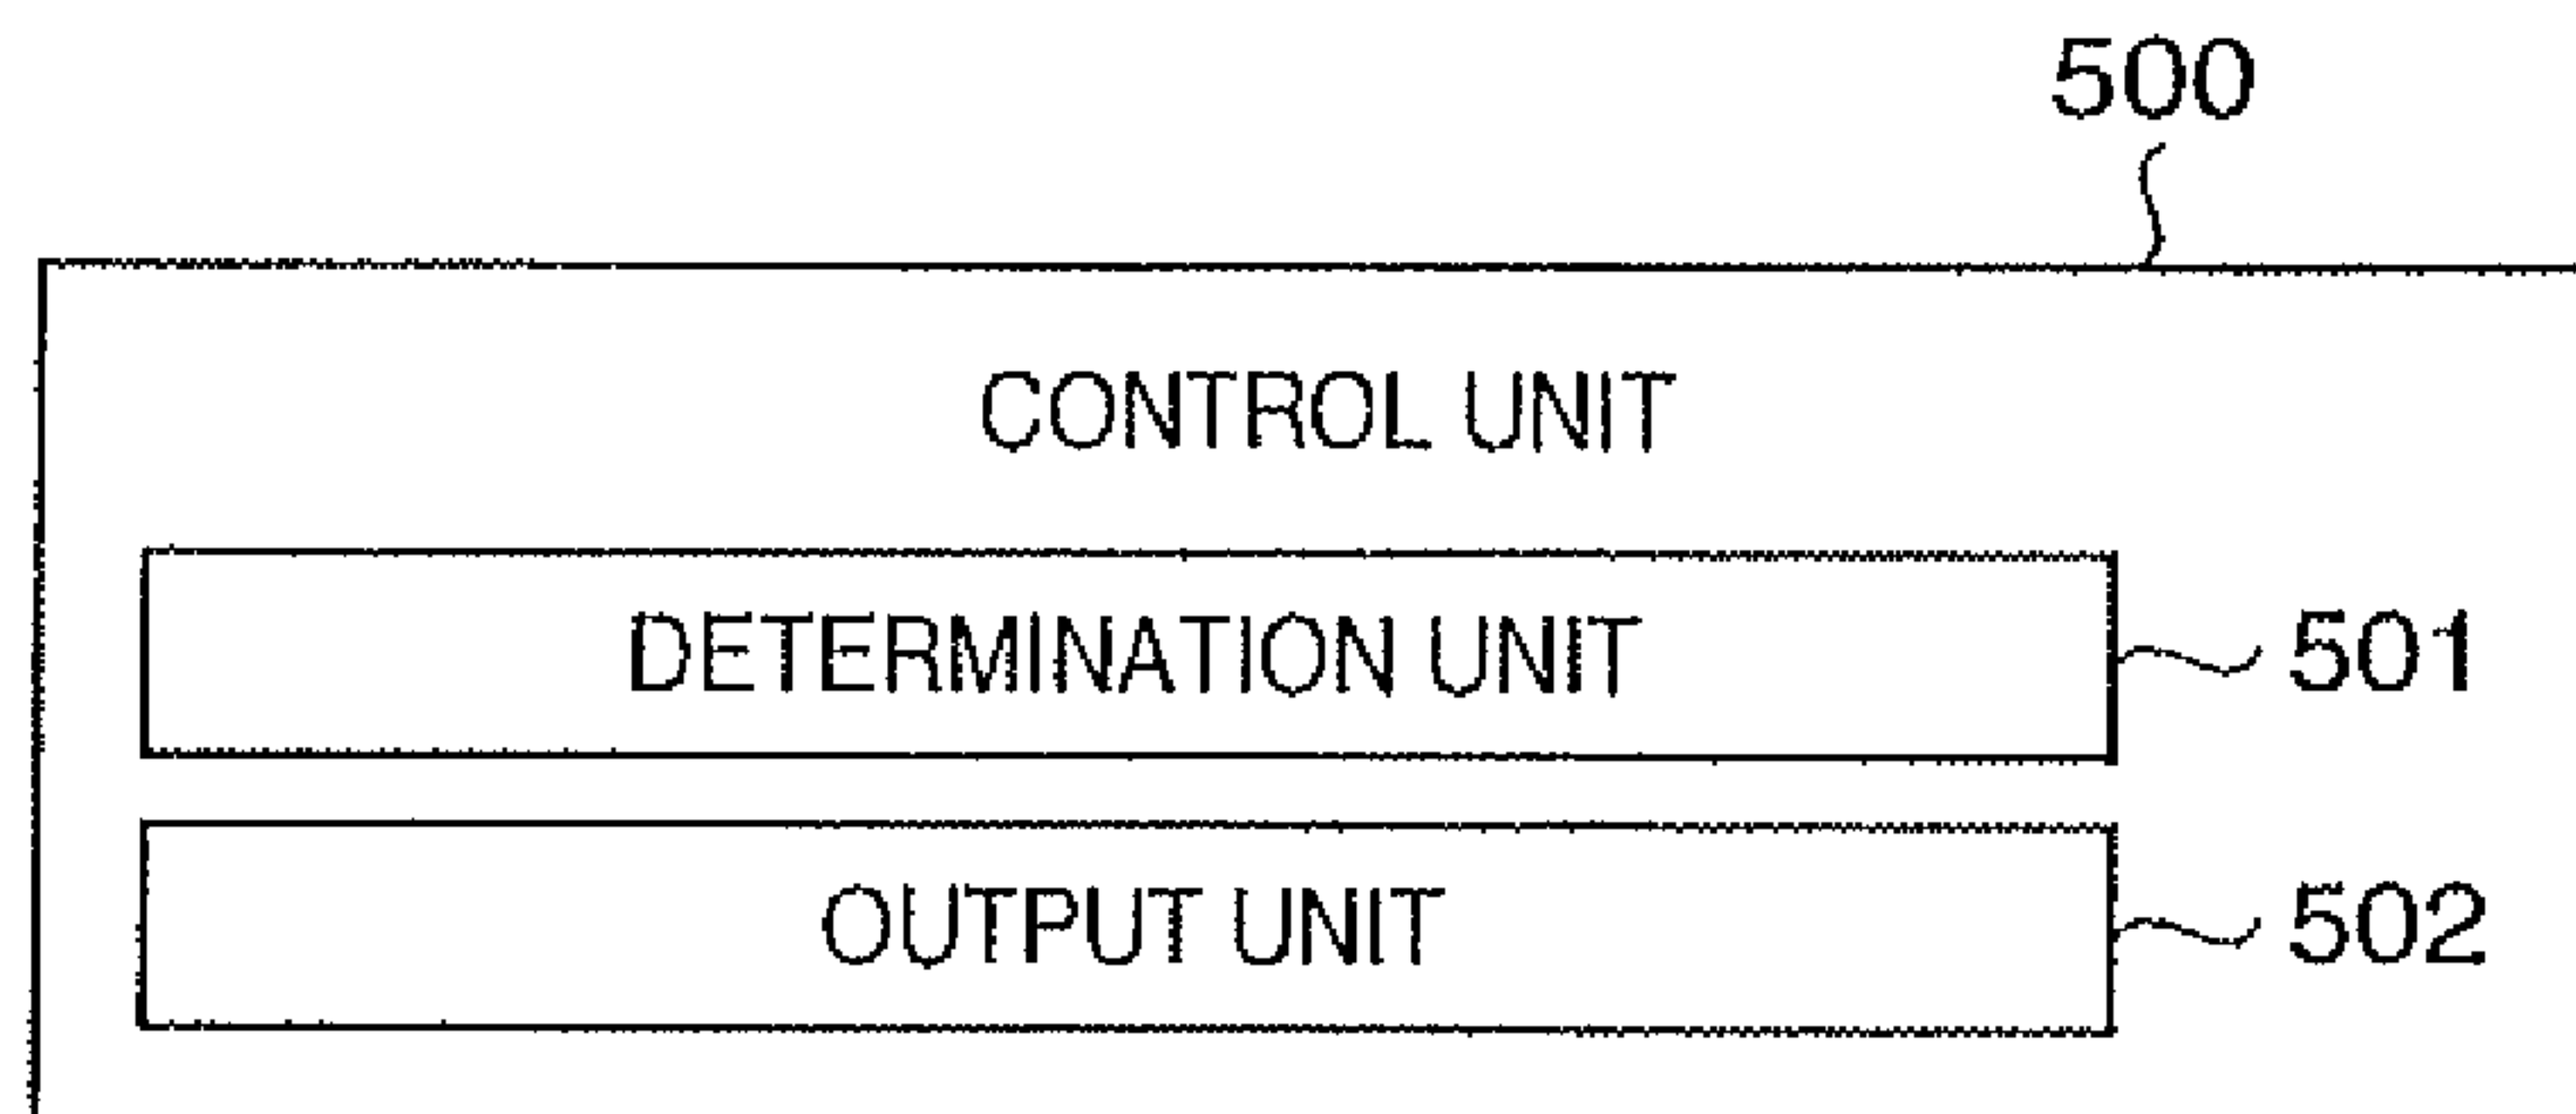 500
CONTROL UNIT
DETERMINATION UNIT 501
OUTPUT UNIT 502